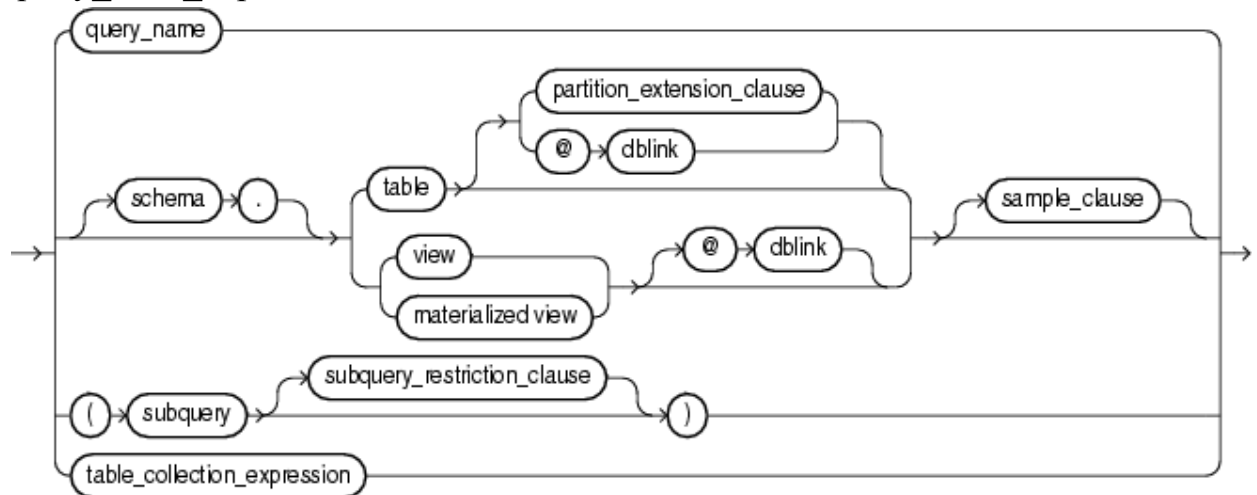 query_name
partition_extension_clause
@ dblink
table
schema . sample_clause
view @ dblink
materialized view
subquery_restriction_clause
( subquery )
table_collection_expression